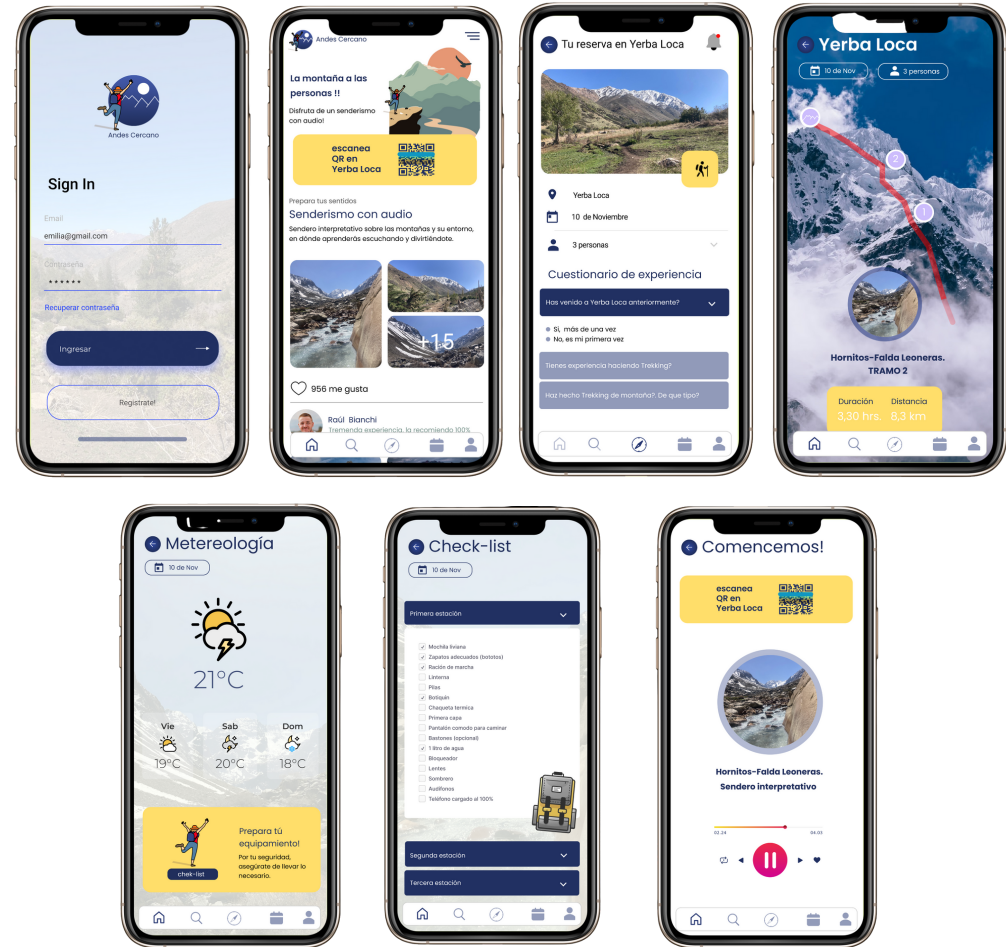 Andes Cercano
Sign In
Email
emilia@gmail.com
Contraseña
******
Recuperar contraseña
Ingresar
Registrate!
Andes Cercano
La montaña a las
personas !!
Disfruta de un senderismo
con audio!
escanea
QR en
Yerba Loca
Prepara tus sentidos
Senderismo con audio
Sendero interpretativo sobre las montañas y su entorno,
en dónde aprenderás escuchando y divirtiéndote.
+15
956 me gusta
Raúl Bianchi
Tremenda experiencia, la recomiendo 100%
Tu reserva en Yerba Loca
Yerba Loca
10 de Noviembre
3 personas
Cuestionario de experiencia
Has venido a Yerba Loca anteriormente?
Si, más de una vez
No, es mi primera vez
Tienes experiencia haciendo Trekking?
Haz hecho Trekking de montaña?. De que tipo?
Yerba Loca
10 de Nov
3 personas
2
1
Hornitos-Falda Leoneras.
TRAMO 2
Duración Distancia
3,30 hrs. 8,3 km
Metereología
10 de Nov
21°C
Vie Sab Dom
19°C 20°C 18°C
Prepara tú
equipamiento!
Por tu seguridad,
asegúrate de llevar lo
necesario.
chek-list
Check-list
10 de Nov
Primera estación
Mochila liviana
Zapatos adecuados (bototos)
Ración de marcha
Linterna
Pilas
Botiquín
Chaqueta termica
Primera capa
Pantalón comodo para caminar
Bastones (opcional)
1 litro de agua
Bloqueador
Lentes
Sombrero
Audífonos
Teléfono cargado al 100%
Segunda estación
Tercera estación
Comencemos!
escanea
QR en
Yerba Loca
Hornitos-Falda Leoneras.
Sendero interpretativo
02.24 04.03